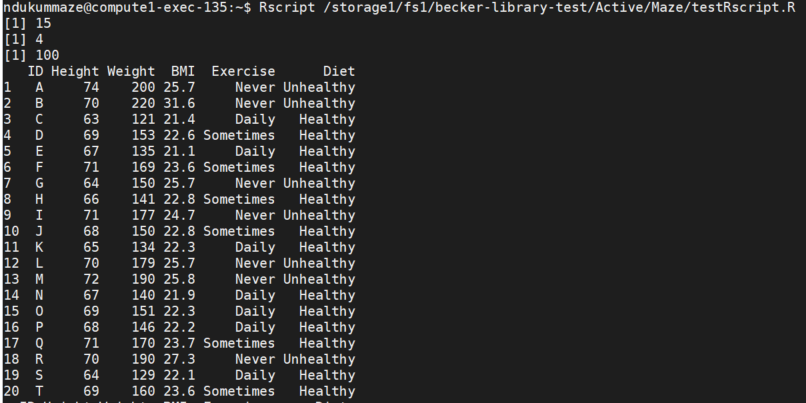 ndukummaze@compute1-exec-135:~$ Rscript /storage1/fs1/becker-library-test/Active/Maze/testRscript.R
[1] 15
[1] 4
[1] 100
   ID Height Weight  BMI  Exercise      Diet
1   A     74    200 25.7     Never Unhealthy
2   B     70    220 31.6     Never Unhealthy
3   C     63    121 21.4     Daily   Healthy
4   D     69    153 22.6 Sometimes   Healthy
5   E     67    135 21.1     Daily   Healthy
6   F     71    169 23.6 Sometimes   Healthy
7   G     64    150 25.7     Never Unhealthy
8   H     66    141 22.8 Sometimes   Healthy
9   I     71    177 24.7     Never Unhealthy
10  J     68    150 22.8 Sometimes   Healthy
11  K     65    134 22.3     Daily   Healthy
12  L     70    179 25.7     Never Unhealthy
13  M     72    190 25.8     Never Unhealthy
14  N     67    140 21.9     Daily   Healthy
15  O     69    151 22.3     Daily   Healthy
16  P     68    146 22.2     Daily   Healthy
17  Q     71    170 23.7 Sometimes   Healthy
18  R     70    190 27.3     Never Unhealthy
19  S     64    129 22.1     Daily   Healthy
20  T     69    160 23.6 Sometimes   Healthy